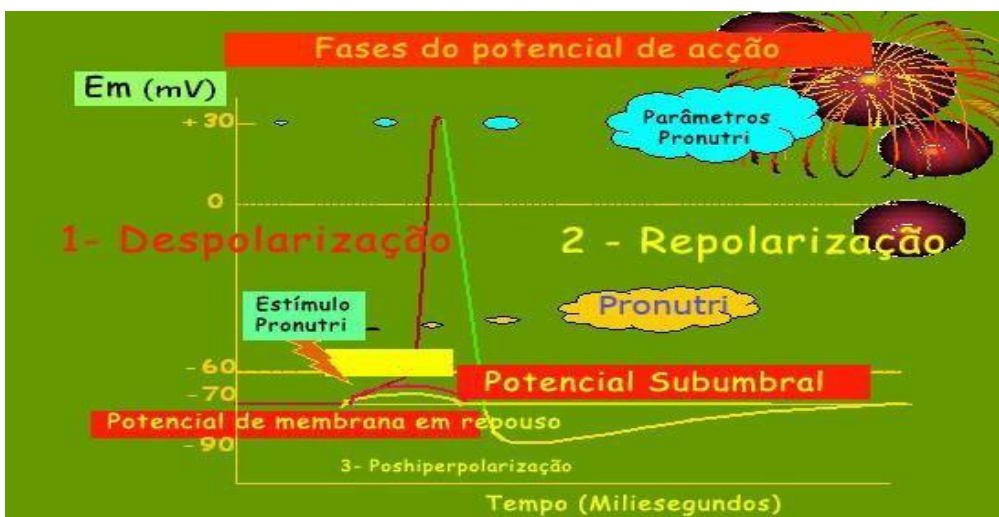 Fases do potencial de acção
Em (mV)
+30
Parâmetros
Pronutri
0
1- Despolarização
2 - Repolarização
Estímulo
Pronutri
Pronutri
-60
Potencial Subumbral
-70
Potencial de membrana em repouso
-90
3- Poshiperpolarização
Tempo (Miliesegundos)